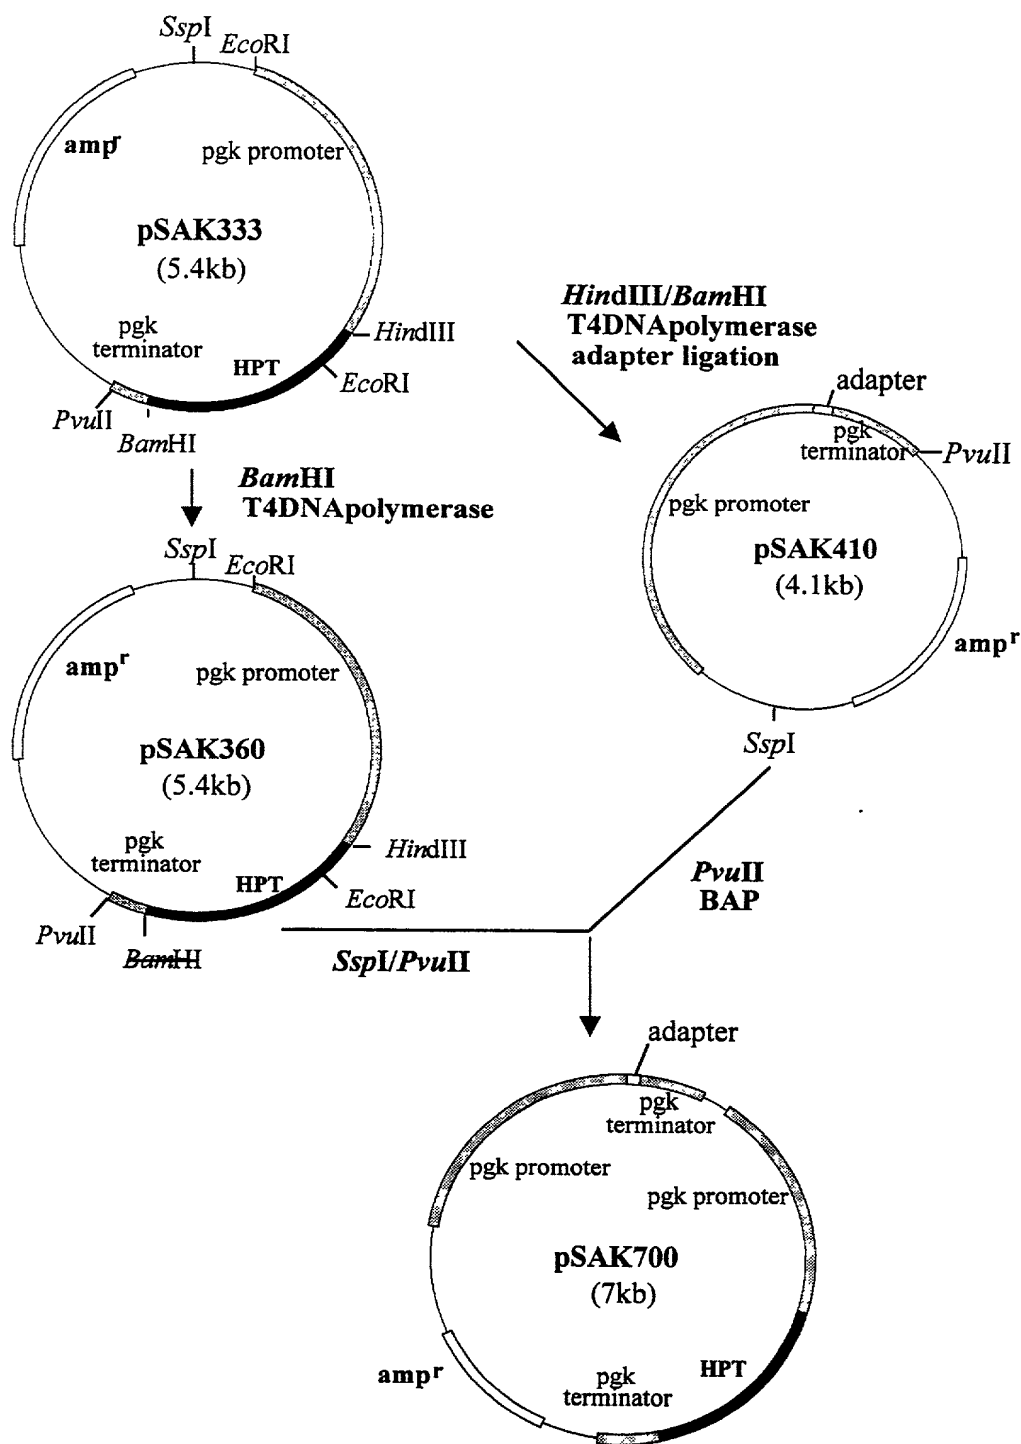 SspI
EcoRI
ampr
pgk promoter
pSAK333
(5.4kb)
pgk
terminator
HPT
HindIII
EcoRI
PvuII
BamHI
HindIII/BamHI
T4DNApolymerase
adapter ligation
BamHI
T4DNApolymerase
adapter
pgk
terminator
PvuII
pgk promoter
pSAK410
(4.1kb)
ampr
SspI
SspI
EcoRI
ampr
pgk promoter
pSAK360
(5.4kb)
pgk
terminator
HPT
HindIII
EcoRI
PvuII
BamHI
SspI/PvuII
PvuII
BAP
adapter
pgk
terminator
pgk promoter
pgk promoter
pSAK700
(7kb)
ampr
HPT
pgk
terminator